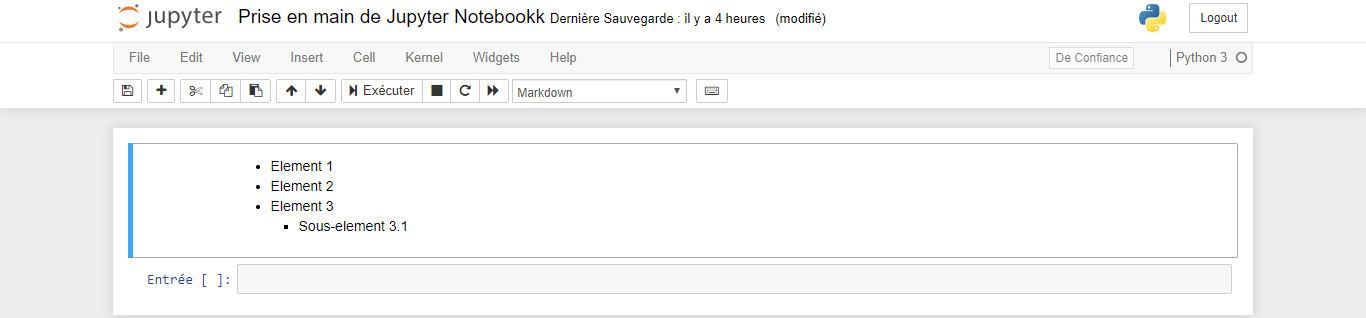 jupyter Prise en main de Jupyter Notebookk Dernière Sauvegarde : il y a 4 heures (modifié) Logout
File Edit View Insert Cell Kernel Widgets Help De Confiance Python 3
Exécuter Markdown
Element 1
Element 2
Element 3
Sous-element 3.1
Entrée [ ]: